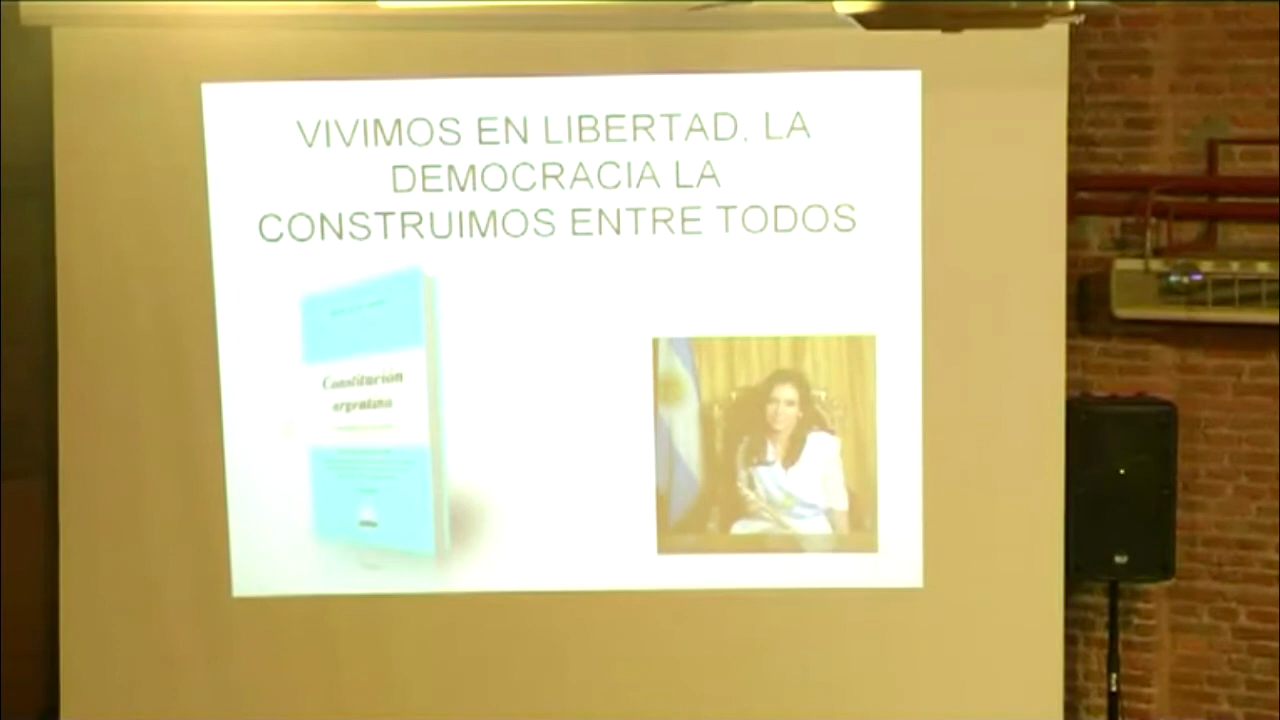 VIVIMOS EN LIBERTAD. LA
DEMOCRACIA LA
CONSTRUIMOS ENTRE TODOS
Constitución
argentina